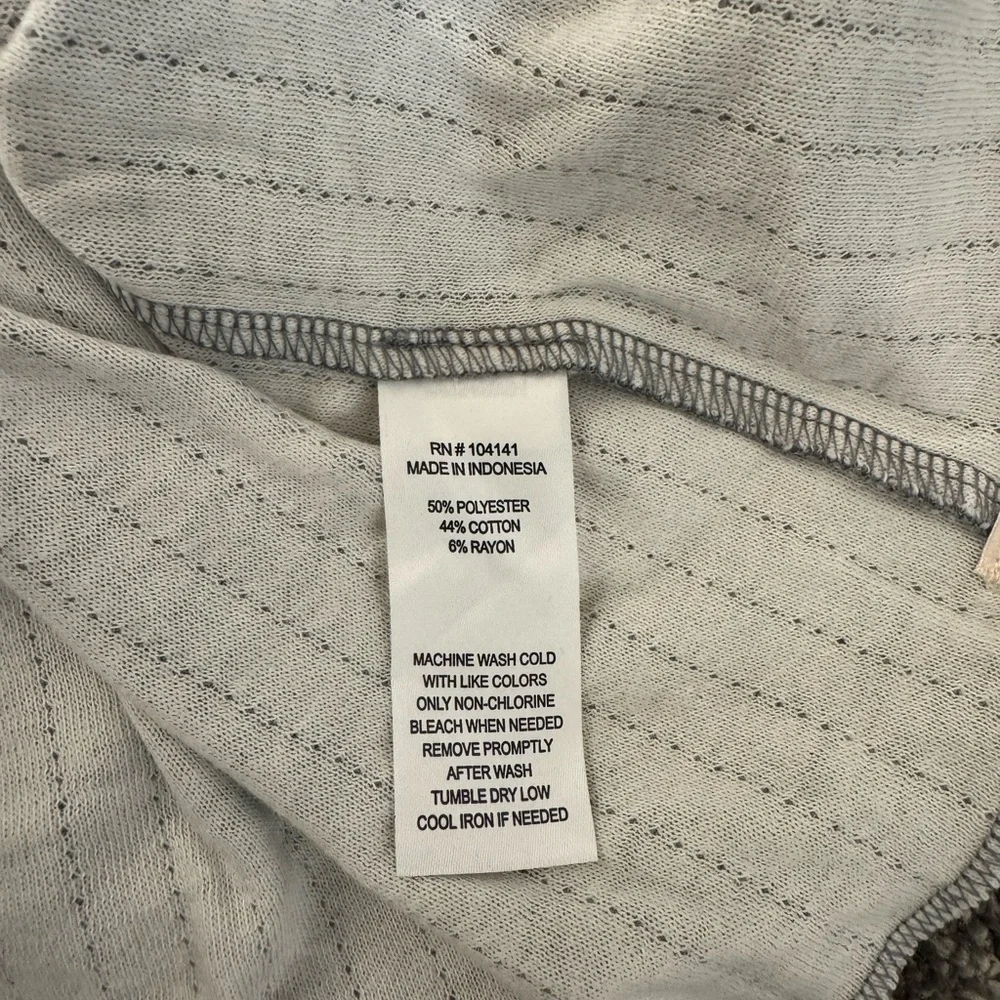 RN # 104141
MADE IN INDONESIA
50% POLYESTER
44% COTTON
6% RAYON
MACHINE WASH COLD
WITH LIKE COLORS
ONLY NON-CHLORINE
BLEACH WHEN NEEDED
REMOVE PROMPTLY
AFTER WASH
TUMBLE DRY LOW
COOL IRON IF NEEDED